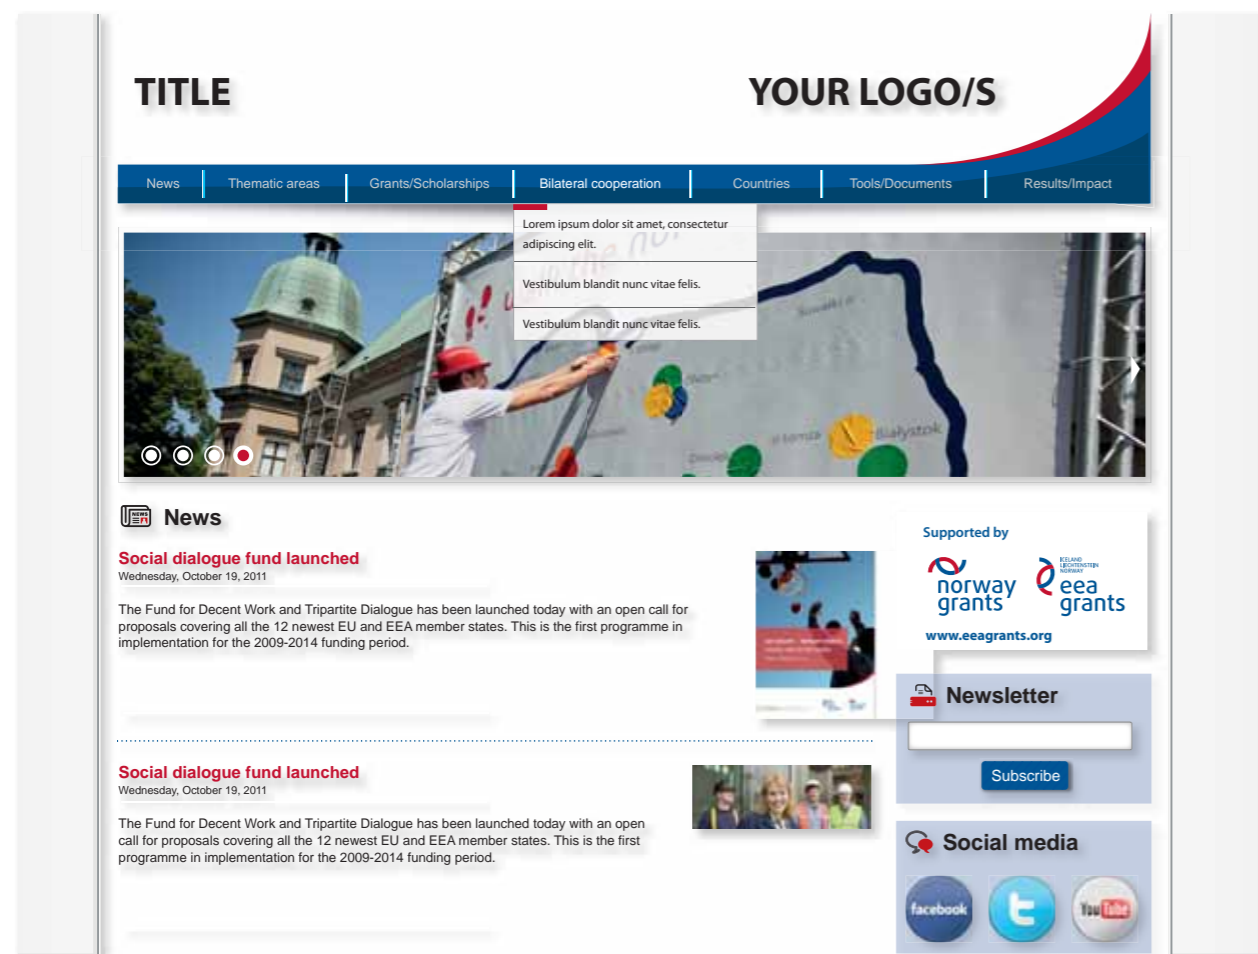 TITLE
YOUR LOGO/S
News
Thematic areas
Grants/Scholarships
Bilateral cooperation
Countries
Tools/Documents
Results/Impact
Lorem ipsum dolor sit amet, consectetur
adipiscing elit.
Vestibulum blandit nunc vitae felis.
Vestibulum blandit nunc vitae felis.
in the
Suwałki
Białystok
NEWS
News
Social dialogue fund launched
Wednesday, October 19, 2011
The Fund for Decent Work and Tripartite Dialogue has been launched today with an open call for
proposals covering all the 12 newest EU and EEA member states. This is the first programme in
implementation for the 2009-2014 funding period.
Social dialogue fund launched
Wednesday, October 19, 2011
The Fund for Decent Work and Tripartite Dialogue has been launched today with an open
call for proposals covering all the 12 newest EU and EEA member states. This is the first
programme in implementation for the 2009-2014 funding period.
Supported by
norway
grants
ICELAND
LIECHTENSTEIN
NORWAY
eea
grants
www.eeagrants.org
Newsletter
Subscribe
Social media
facebook
t
YouTube